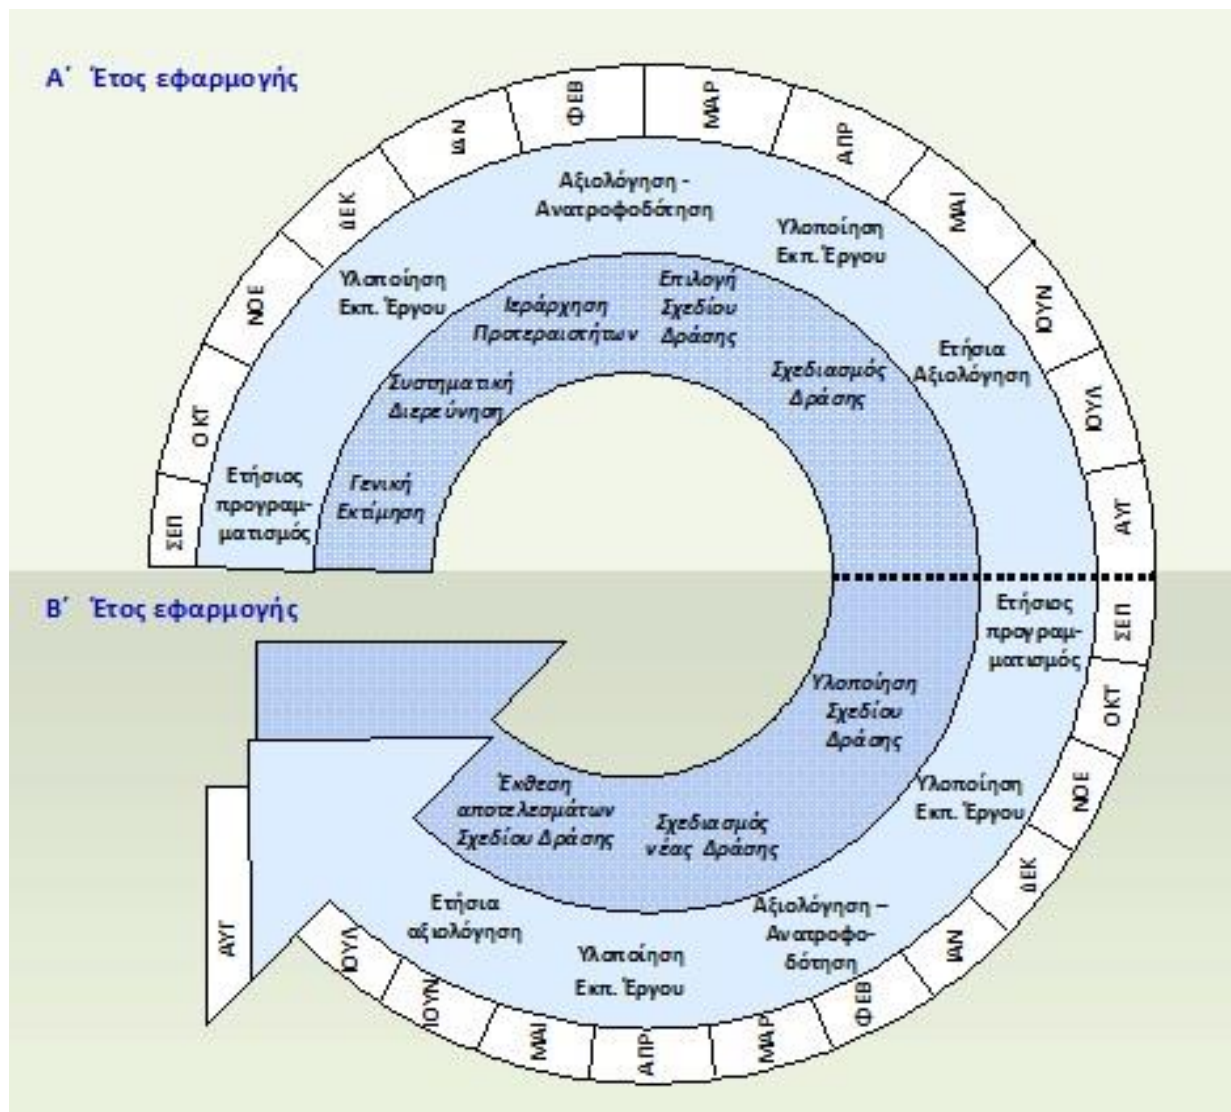 Α΄ Έτος εφαρμογής
ΣΕΠ
ΟΚΤ
ΝΟΕ
ΔΕΚ
ΙΑΝ
ΦΕΒ
ΜΑΡ
ΑΠΡ
ΜΑΙ
ΙΟΥΝ
ΙΟΥΛ
ΑΥΓ
Ετήσιος
προγραμ-
ματισμός
Υλοποίηση
Εκπ. Έργου
Αξιολόγηση -
Ανατροφοδότηση
Υλοποίηση
Εκπ. Έργου
Ετήσια
Αξιολόγηση
Γενική
Εκτίμηση
Συστηματική
Διερεύνηση
Ιεράρχηση
Προτεραιοτήτων
Επιλογή
Σχεδίου
Δράσης
Σχεδιασμός
Δράσης
Β΄ Έτος εφαρμογής
ΣΕΠ
ΟΚΤ
ΝΟΕ
ΔΕΚ
ΙΑΝ
ΦΕΒ
ΜΑΡ
ΑΠΡ
ΜΑΙ
ΙΟΥΝ
ΙΟΥΛ
ΑΥΓ
Ετήσιος
προγραμ-
ματισμός
Υλοποίηση
Εκπ. Έργου
Αξιολόγηση –
Ανατροφο-
δότηση
Υλοποίηση
Εκπ. Έργου
Ετήσια
αξιολόγηση
Υλοποίηση
Σχεδίου
Δράσης
Σχεδιασμός
νέας Δράσης
Έκθεση
αποτελεσμάτων
Σχεδίου Δράσης